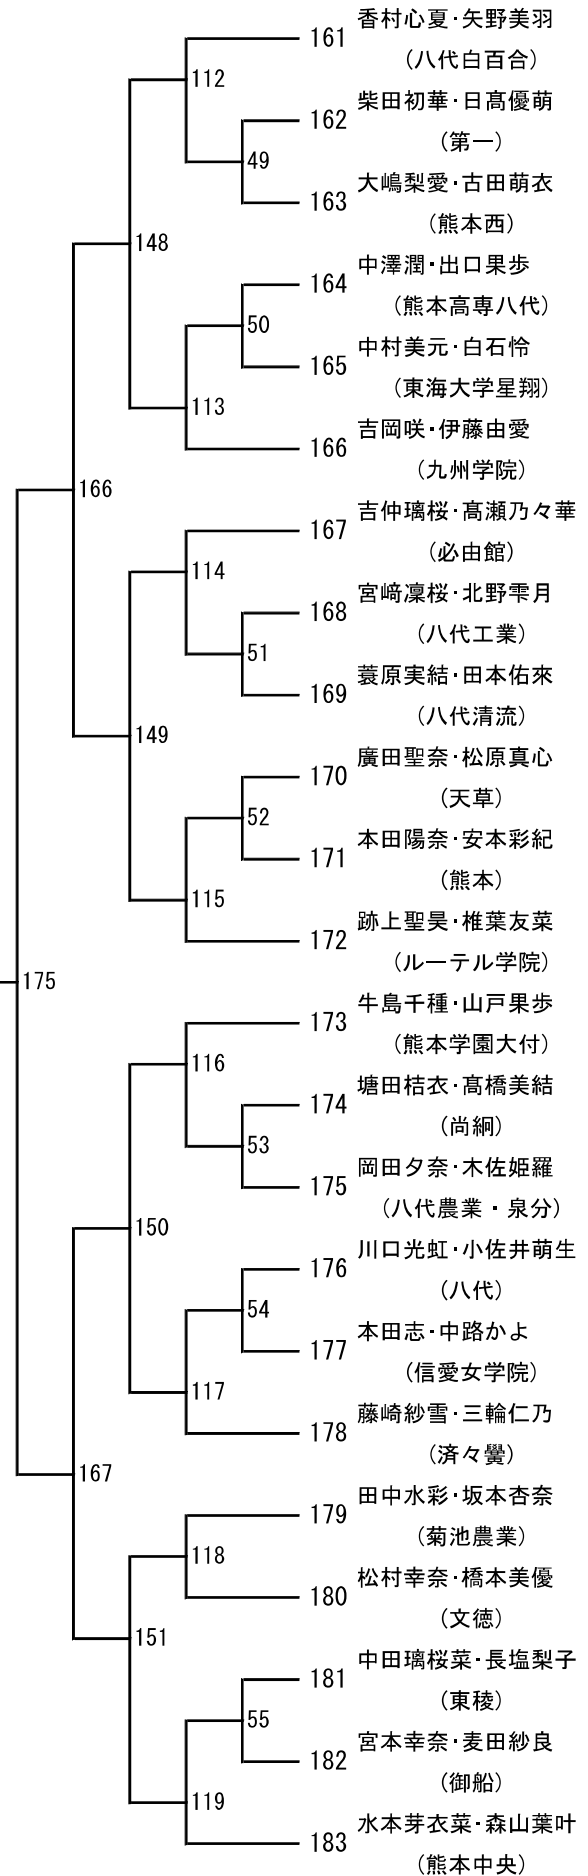 161 香村心夏･矢野美羽
(八代白百合)
112
162 柴田初華･日髙優萌
(第一)
49
163 大嶋梨愛･古田萌衣
(熊本西)
148
164 中澤潤･出口果歩
(熊本高専八代)
50
165 中村美元･白石怜
(東海大学星翔)
113
166 吉岡咲･伊藤由愛
(九州学院)
166
167 吉仲璃桜･髙瀬乃々華
(必由館)
114
168 宮﨑凜桜･北野雫月
(八代工業)
51
169 蓑原実結･田本佑來
(八代清流)
149
170 廣田聖奈･松原真心
(天草)
52
171 本田陽奈･安本彩紀
(熊本)
115
172 跡上聖昊･椎葉友菜
(ルーテル学院)
175
173 牛島千種･山戸果歩
(熊本学園大付)
116
174 塘田桔衣･髙橋美結
(尚絅)
53
175 岡田夕奈･木佐姫羅
(八代農業・泉分)
150
176 川口光虹･小佐井萌生
(八代)
54
177 本田志･中路かよ
(信愛女学院)
117
178 藤崎紗雪･三輪仁乃
(済々黌)
167
179 田中水彩･坂本杏奈
(菊池農業)
118
180 松村幸奈･橋本美優
(文徳)
151
181 中田璃桜菜･長塩梨子
(東稜)
55
182 宮本幸奈･麦田紗良
(御船)
119
183 水本芽衣菜･森山葉叶
(熊本中央)